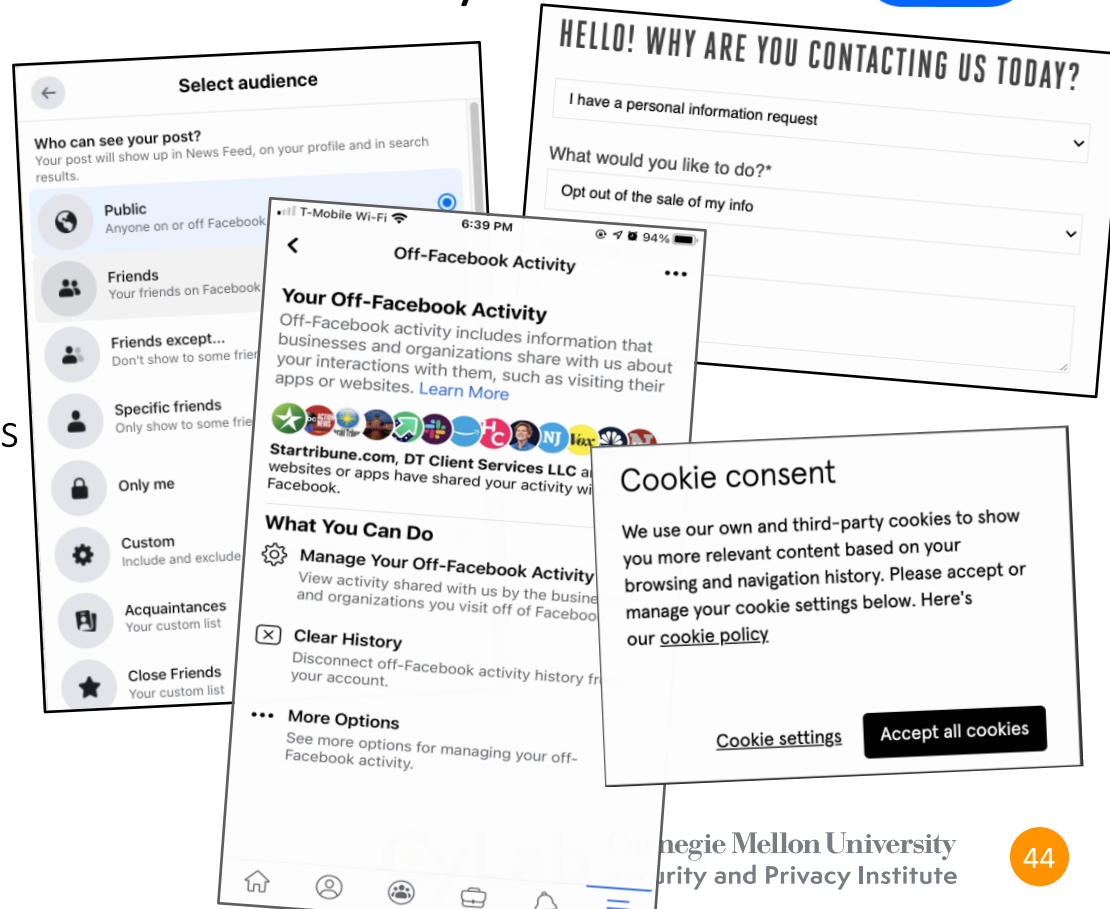 Select audience
Who can see your post?
Your post will show up in News Feed, on your profile and in search
results.
Public
Anyone on or off Facebook
Friends
Your friends on Facebook
Friends except...
Don't show to some
Specific friends
Only show to some
Only me
Custom
Include and exclude
Acquaintances
Your custom list
Close Friends
Your custom list
HELLO! WHY ARE YOU CONTACTING US TODAY?
I have a personal information request
What would you like to do?*
Opt out of the sale of my info
T-Mobile Wi-Fi 6:39 PM 94%
Off-Facebook Activity
Your Off-Facebook Activity
Off-Facebook activity includes information that
businesses and organizations share with us about
your interactions with them, such as visiting their
apps or websites. Learn More
HC NJ Vox N
Startribune.com, DT Client Services LLC
websites or apps have shared your activity
Facebook.
What You Can Do
Manage Your Off-Facebook Activity
View activity shared with us by the
and organizations you visit off of
Clear History
Disconnect off-Facebook activity history
your account.
More Options
See more options for managing your off-
Facebook activity.
Cookie consent
We use our own and third-party cookies to show
you more relevant content based on your
browsing and navigation history. Please accept or
manage your cookie settings below. Here's
our cookie policy
Cookie settings Accept all cookies
s
CyLab
Mellon University
and Privacy Institute
44